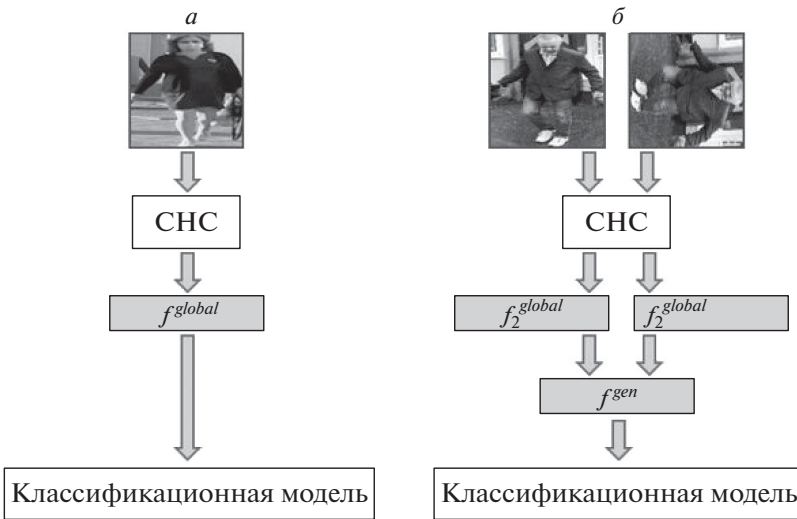 а
б
СНС
СНС
f^global
f_2^global
f_2^global
f^gen
Классификационная модель
Классификационная модель